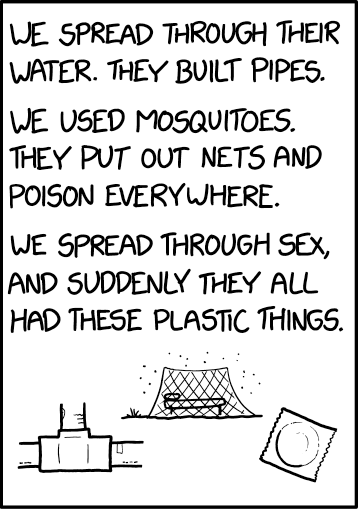 WE SPREAD THROUGH THEIR
WATER. THEY BUILT PIPES.
WE USED MOSQUITOES.
THEY PUT OUT NETS AND
POISON EVERYWHERE.
WE SPREAD THROUGH SEX,
AND SUDDENLY THEY ALL
HAD THESE PLASTIC THINGS.